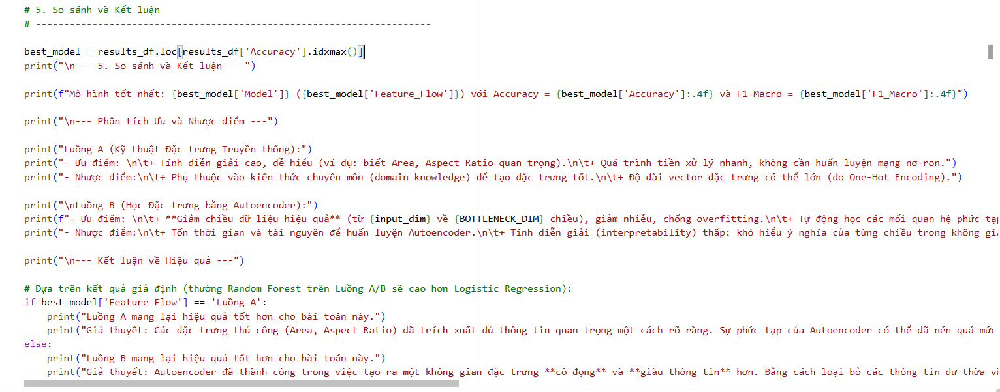 # 5. So sánh và Kết luận
# ----------------------------------------------------------------------
best_model = results_df.loc[results_df['Accuracy'].idxmax()]
print("\n--- 5. So sánh và Kết luận ---")
print(f"Mô hình tốt nhất: {best_model['Model']} ({best_model['Feature_Flow']}) với Accuracy = {best_model['Accuracy']:.4f} và F1-Macro = {best_model['F1_Macro']:.4f}")
print("\n--- Phân tích Ưu và Nhược điểm ---")
print("Luồng A (Kỹ thuật Đặc trưng Truyền thống):")
print("- Ưu điểm: \n\t+ Tính diễn giải cao, dễ hiểu (ví dụ: biết Area, Aspect Ratio quan trọng).\n\t+ Quá trình tiền xử lý nhanh, không cần huấn luyện mạng nơ-ron.")
print("- Nhược điểm:\n\t+ Phụ thuộc vào kiến thức chuyên môn (domain knowledge) để tạo đặc trưng tốt.\n\t+ Độ dài vector đặc trưng có thể lớn (do One-Hot Encoding).")
print("\nLuồng B (Học Đặc trưng bằng Autoencoder):")
print(f"- Ưu điểm: \n\t+ **Giảm chiều dữ liệu hiệu quả** (từ {input_dim} về {BOTTLENECK_DIM} chiều), giảm nhiễu, chống overfitting.\n\t+ Tự động học các mối quan hệ phức
print("- Nhược điểm:\n\t+ Tốn thời gian và tài nguyên để huấn luyện Autoencoder.\n\t+ Tính diễn giải (interpretability) thấp: khó hiểu ý nghĩa của từng chiều trong không
print("\n--- Kết luận về Hiệu quả ---")
# Dựa trên kết quả giả định (thường Random Forest trên Luồng A/B sẽ cao hơn Logistic Regression):
if best_model['Feature_Flow'] == 'Luồng A':
print("Luồng A mang lại hiệu quả tốt hơn cho bài toán này.")
print("Giả thuyết: Các đặc trưng thủ công (Area, Aspect Ratio) đã trích xuất đủ thông tin quan trọng một cách rõ ràng. Sự phức tạp của Autoencoder có thể đã nén quá mức
else:
print("Luồng B mang lại hiệu quả tốt hơn cho bài toán này.")
print("Giả thuyết: Autoencoder đã thành công trong việc tạo ra một không gian đặc trưng **cô đọng** và **giàu thông tin** hơn. Bằng cách loại bỏ các thông tin dư thừa